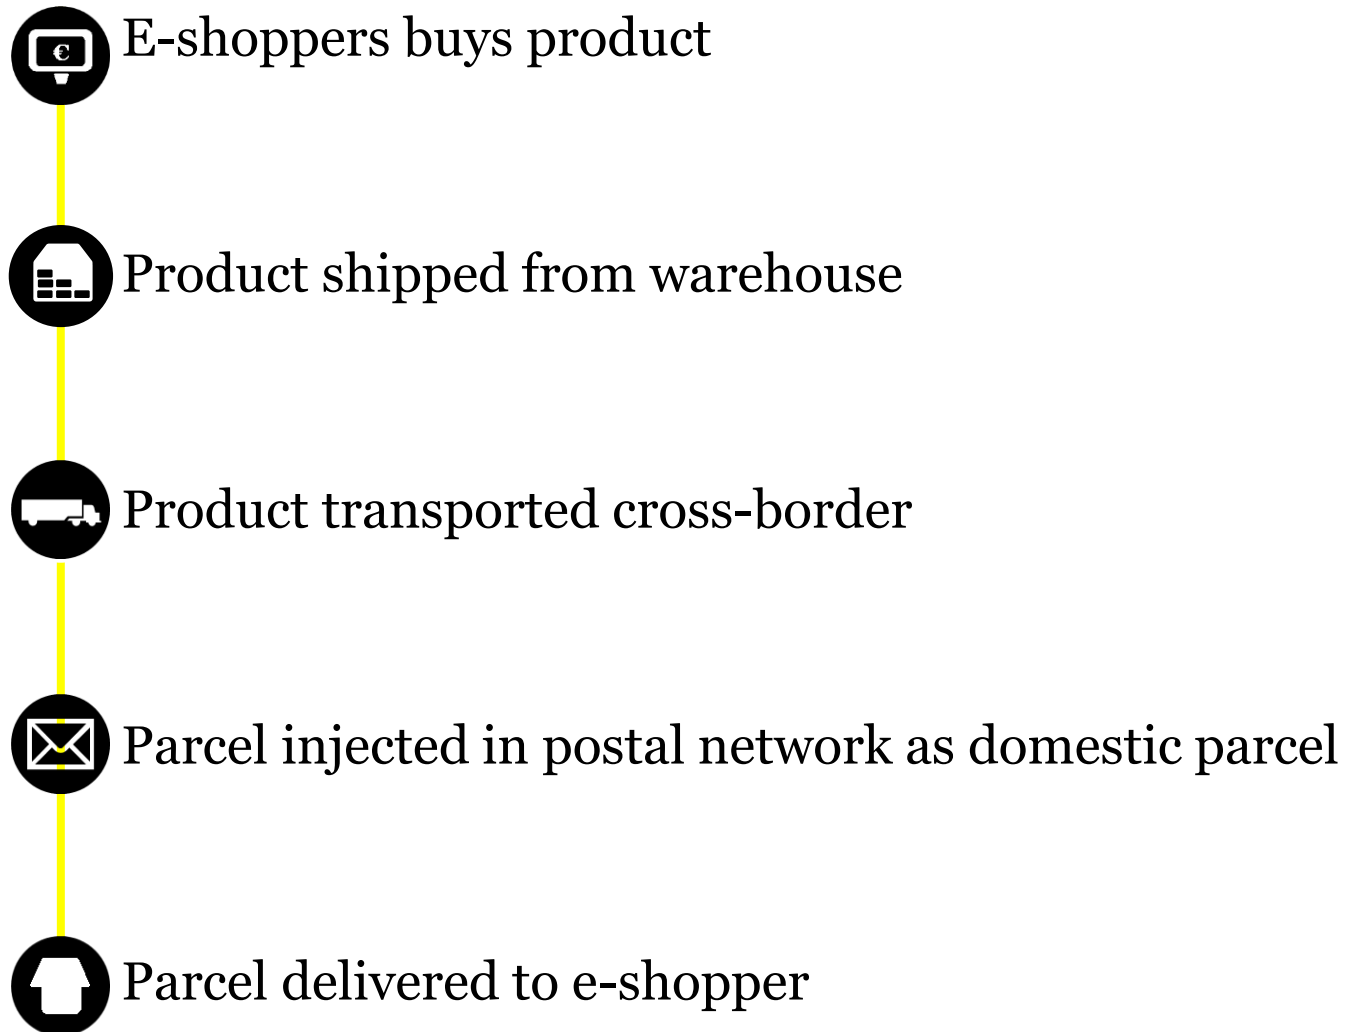 €
E-shoppers buys product
Product shipped from warehouse
Product transported cross-border
Parcel injected in postal network as domestic parcel
Parcel delivered to e-shopper